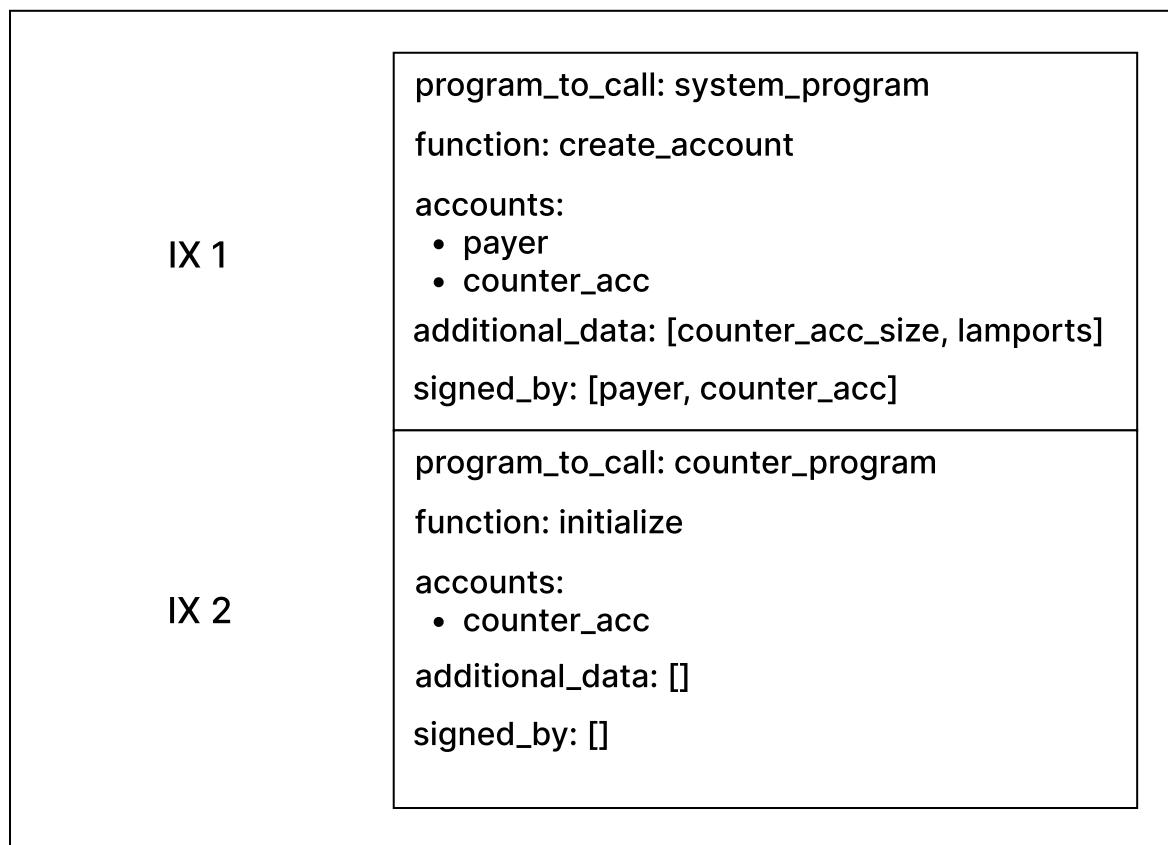 IX 1
program_to_call: system_program
function: create_account
accounts:
• payer
• counter_acc
additional_data: [counter_acc_size, lamports]
signed_by: [payer, counter_acc]
IX 2
program_to_call: counter_program
function: initialize
accounts:
• counter_acc
additional_data: []
signed_by: []